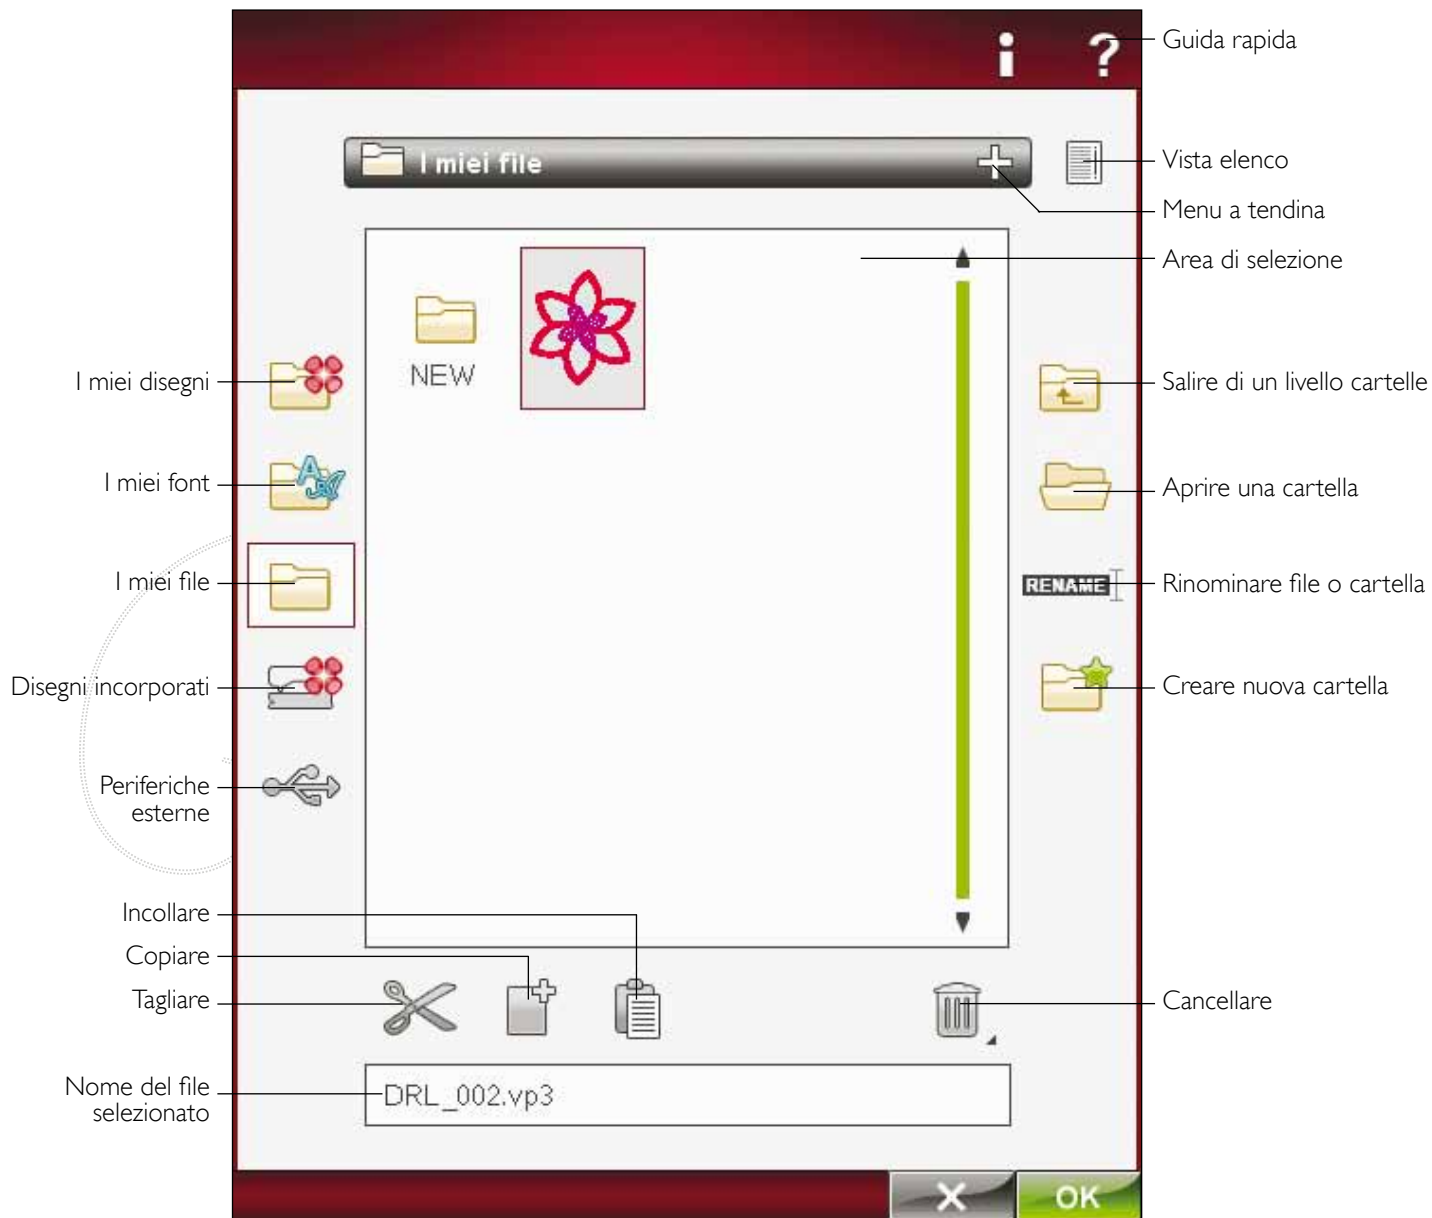 i ?
Guida rapida
I miei file
Vista elenco
Menu a tendina
Area di selezione
NEW
I miei disegni
Salire di un livello cartelle
I miei font
Aprire una cartella
I miei file
RENAME
Rinominare file o cartella
Disegni incorporati
Creare nuova cartella
Periferiche
esterne
Incollare
Copiare
Tagliare
Cancellare
Nome del file
selezionato
DRL_002.vp3
OK